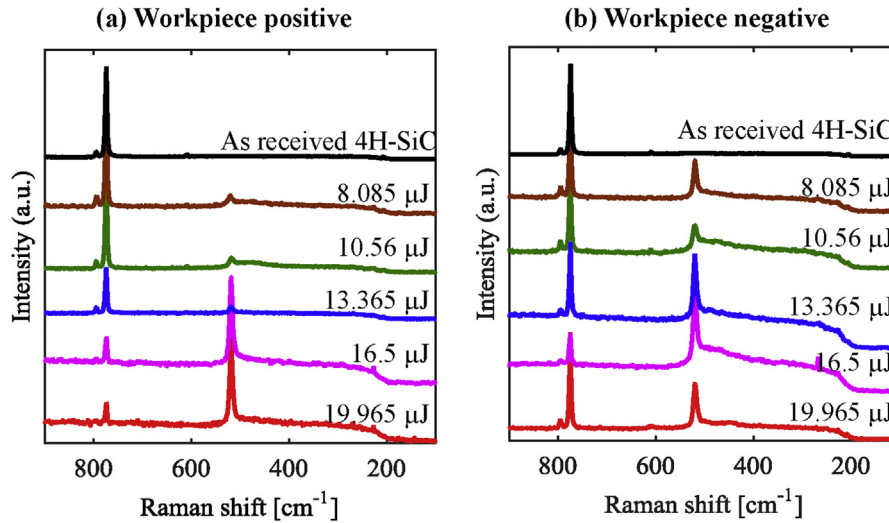 (a) Workpiece positive
Intensity (a.u.)
As received 4H-SiC
8.085 μJ
10.56 μJ
13.365 μJ
16.5 μJ
19.965 μJ
800 600 400 200
Raman shift [cm⁻¹]
(b) Workpiece negative
Intensity (a.u.)
As received 4H-SiC
8.085 μJ
10.56 μJ
13.365 μJ
16.5 μJ
19.965 μJ
800 600 400 200
Raman shift [cm⁻¹]